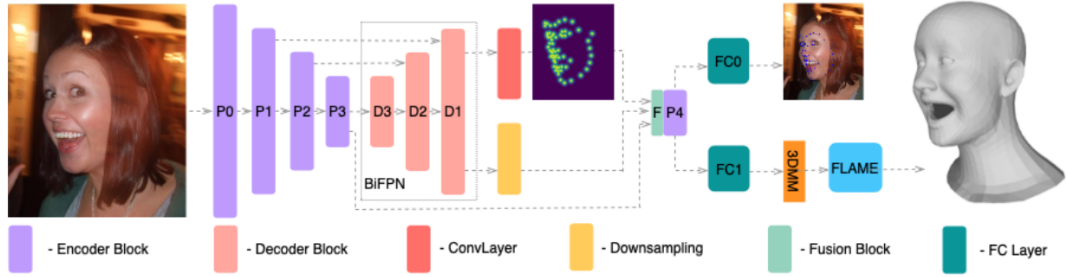 P0
P1
P2
P3
D3
D2
D1
BiFPN
F
P4
FC0
FC1
3DMM
FLAME
- Encoder Block
- Decoder Block
- ConvLayer
- Downsampling
- Fusion Block
- FC Layer